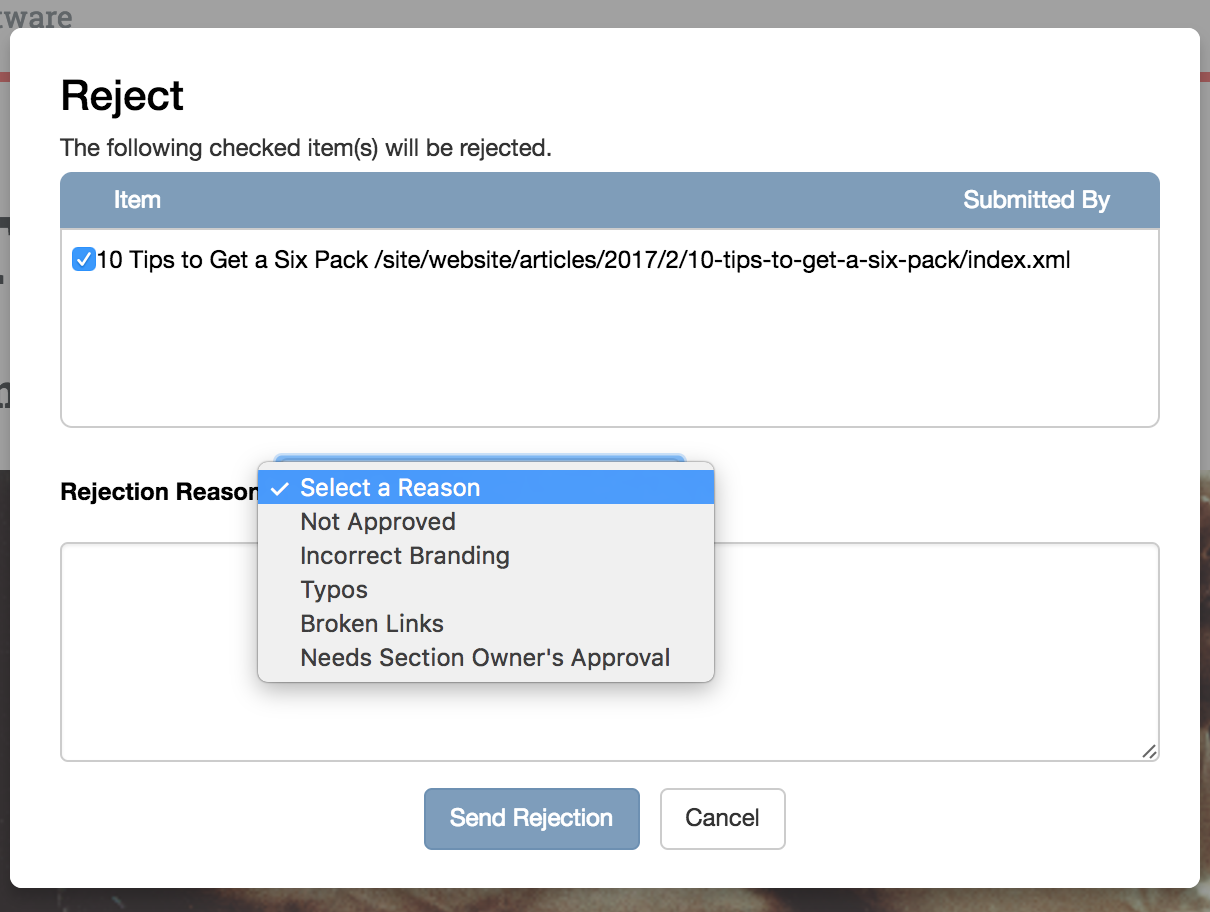 Reject
The following checked item(s) will be rejected.
Item Submitted By
10 Tips to Get a Six Pack /site/website/articles/2017/2/10-tips-to-get-a-six-pack/index.xml
Rejection Reason
Select a Reason
Not Approved
Incorrect Branding
Typos
Broken Links
Needs Section Owner's Approval
Send Rejection Cancel